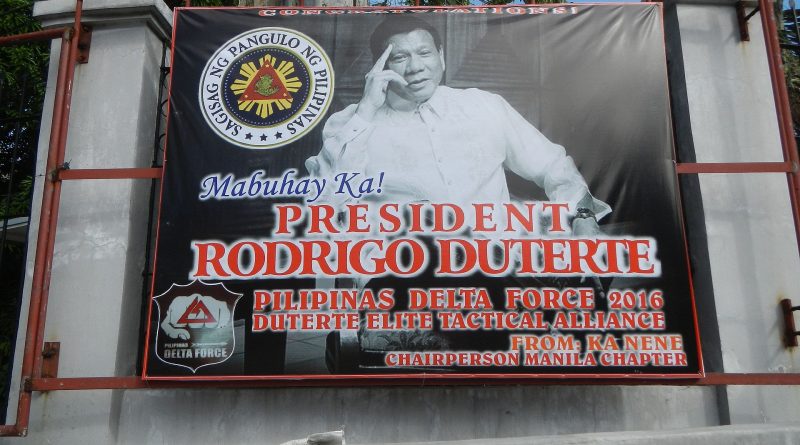 CONGRATULATIONS!
SAGISAG NG PANGULO NG PILIPINAS
Mabuhay Ka!
PRESIDENT
RODRIGO DUTERTE
PILIPINAS DELTA FORCE 2016
DUTERTE ELITE TACTICAL ALLIANCE
FROM: KA NENE
CHAIRPERSON MANILA CHAPTER
PILIPINAS
DELTA FORCE